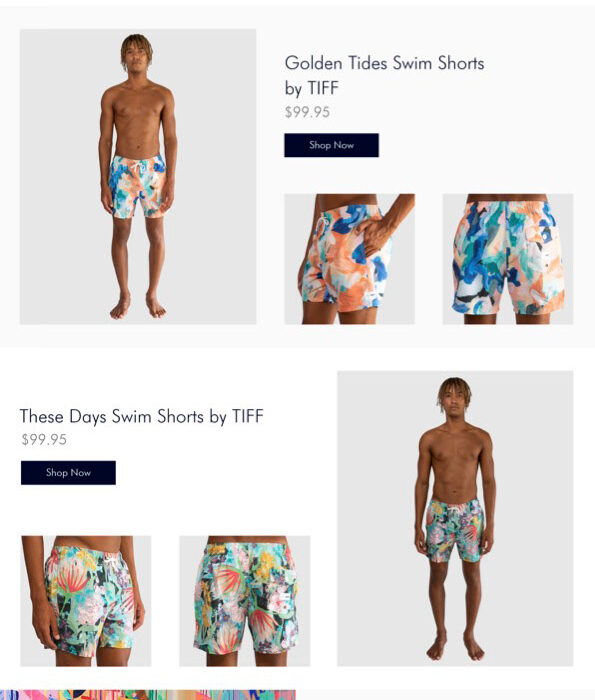 Golden Tides Swim Shorts
by TIFF
$99.95
Shop Now
These Days Swim Shorts by TIFF
$99.95
Shop Now